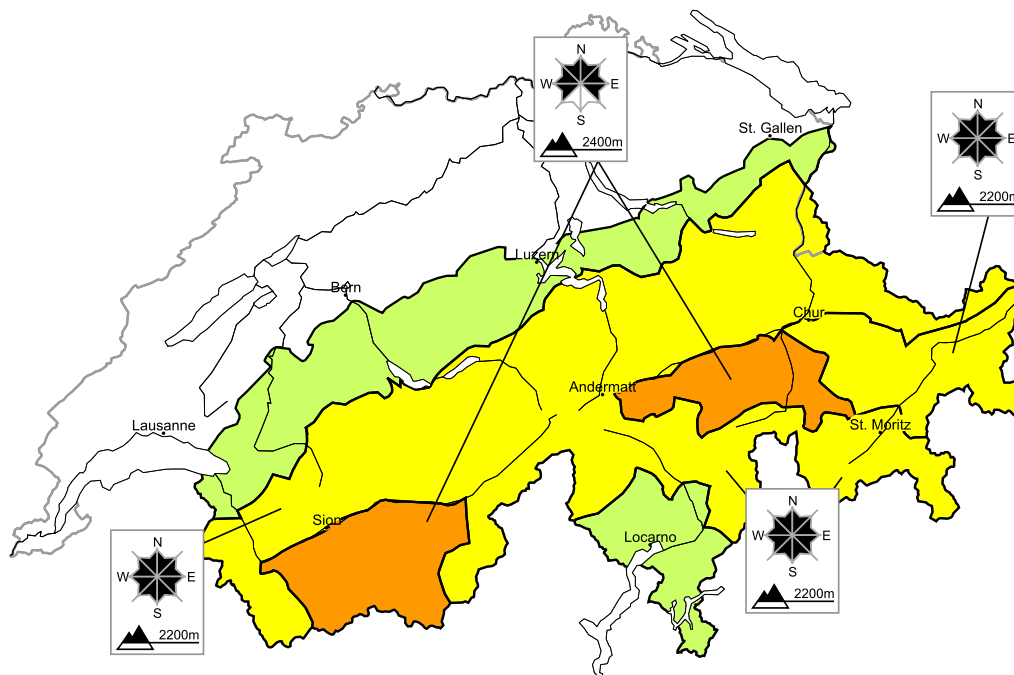 N
W E
S
2400m
St. Gallen
N
W E
S
2200m
Luzern
Bern
Chur
Andermatt
Lausanne
St. Moritz
Sion
N
W E
S
2200m
Locarno
N
W E
S
2200m